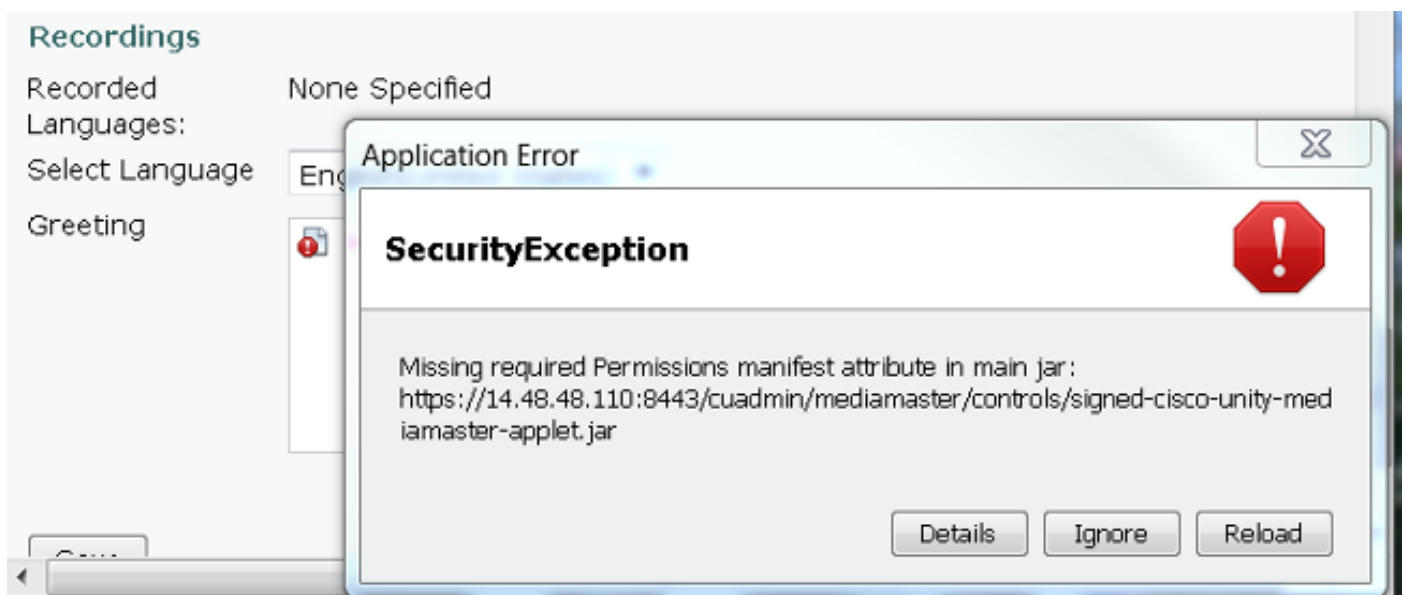 Recordings
Recorded
Languages:
None Specified
Select Language
Eng
Greeting
Application Error
SecurityException
Missing required Permissions manifest attribute in main jar:
https://14.48.48.110:8443/cuadmin/mediamaster/controls/signed-cisco-unity-med
iamaster-applet.jar
Details
Ignore
Reload